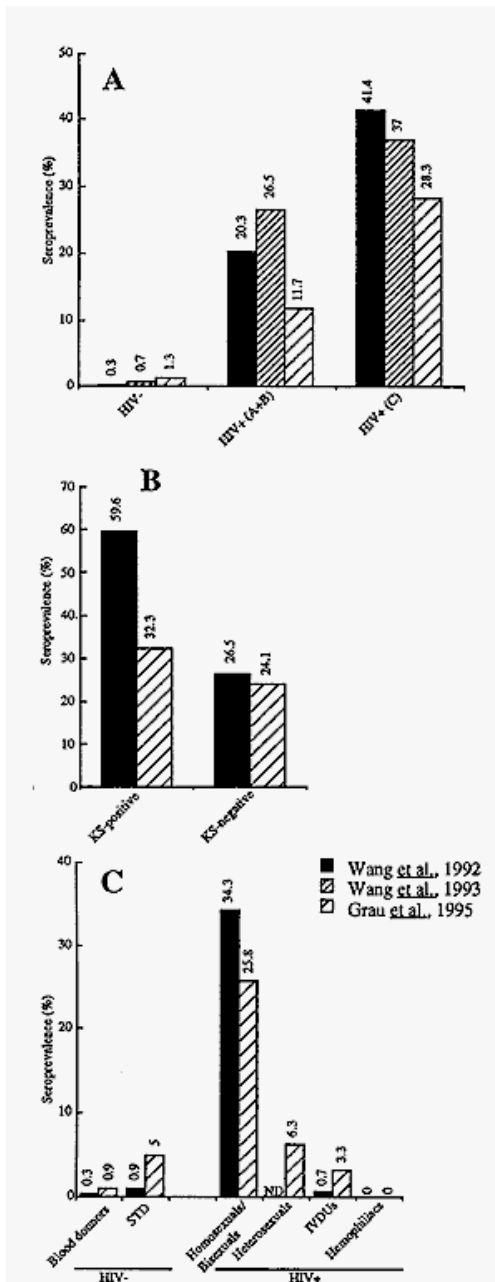 A
50
40
30
20
10
0
Seroprevalence (%)
0.3
0.7
1.3
20.3
26.5
11.7
41.4
37
28.3
HIV-
HIV+ (A+B)
HIV+ (C)
B
70
60
50
40
30
20
10
0
Seroprevalence (%)
59.6
32.3
26.5
24.1
KS-positive
KS-negative
C
Wang et al., 1992
Wang et al., 1993
Grau et al., 1995
40
30
20
10
0
Seroprevalence (%)
0.3
0.9
0.9
5
34.3
25.8
ND
6.3
0.7
3.3
0
0
Blood donners
STD
Homosexuals/
Bisexuals
Heterosexuals
IVDUs
Hemophiliacs
HIV-
HIV+